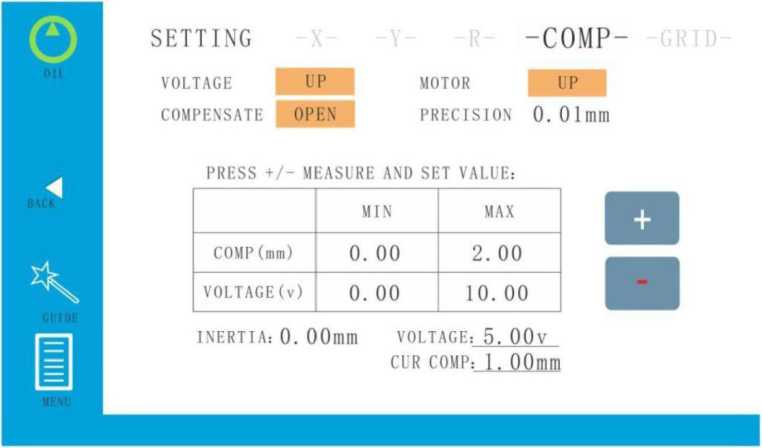 SETTING -X- -Y- -R- -COMP- -GRID-
VOLTAGE UP MOTOR UP
COMPENSATE OPEN PRECISION 0.01mm
PRESS +/- MEASURE AND SET VALUE:
MIN MAX
COMP(mm) 0.00 2.00
VOLTAGE(v) 0.00 10.00
+
-
INERTIA: 0.00mm VOLTAGE: 5.00v
CUR COMP: 1.00mm
BACK
GUIDE
MENU